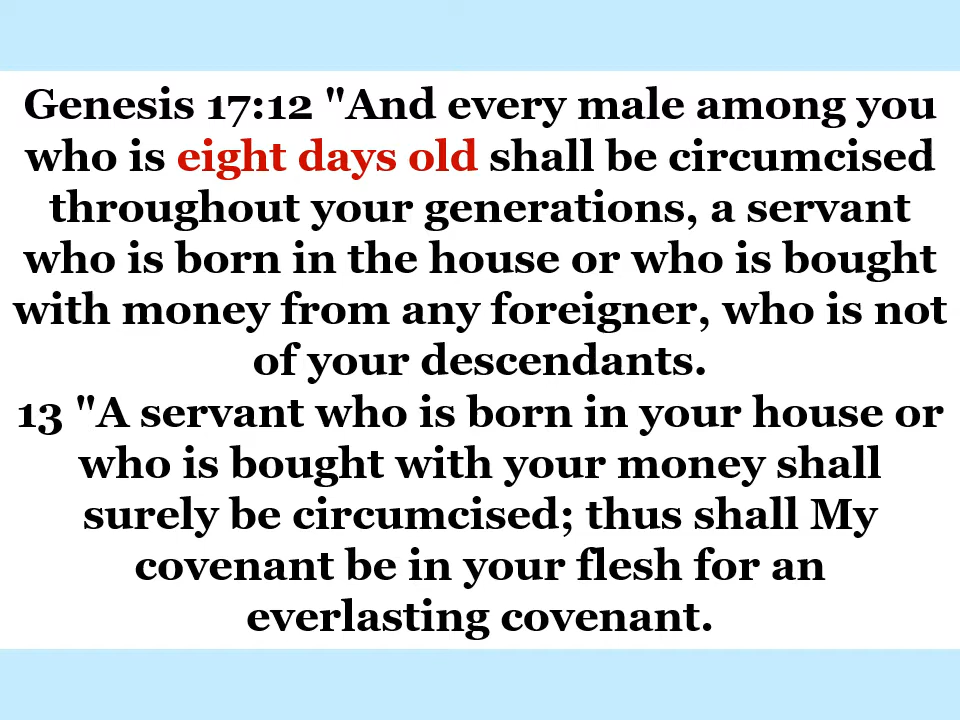 Genesis 17:12 "And every male among you
who is eight days old shall be circumcised
throughout your generations, a servant
who is born in the house or who is bought
with money from any foreigner, who is not
of your descendants.
13 "A servant who is born in your house or
who is bought with your money shall
surely be circumcised; thus shall My
covenant be in your flesh for an
everlasting covenant.